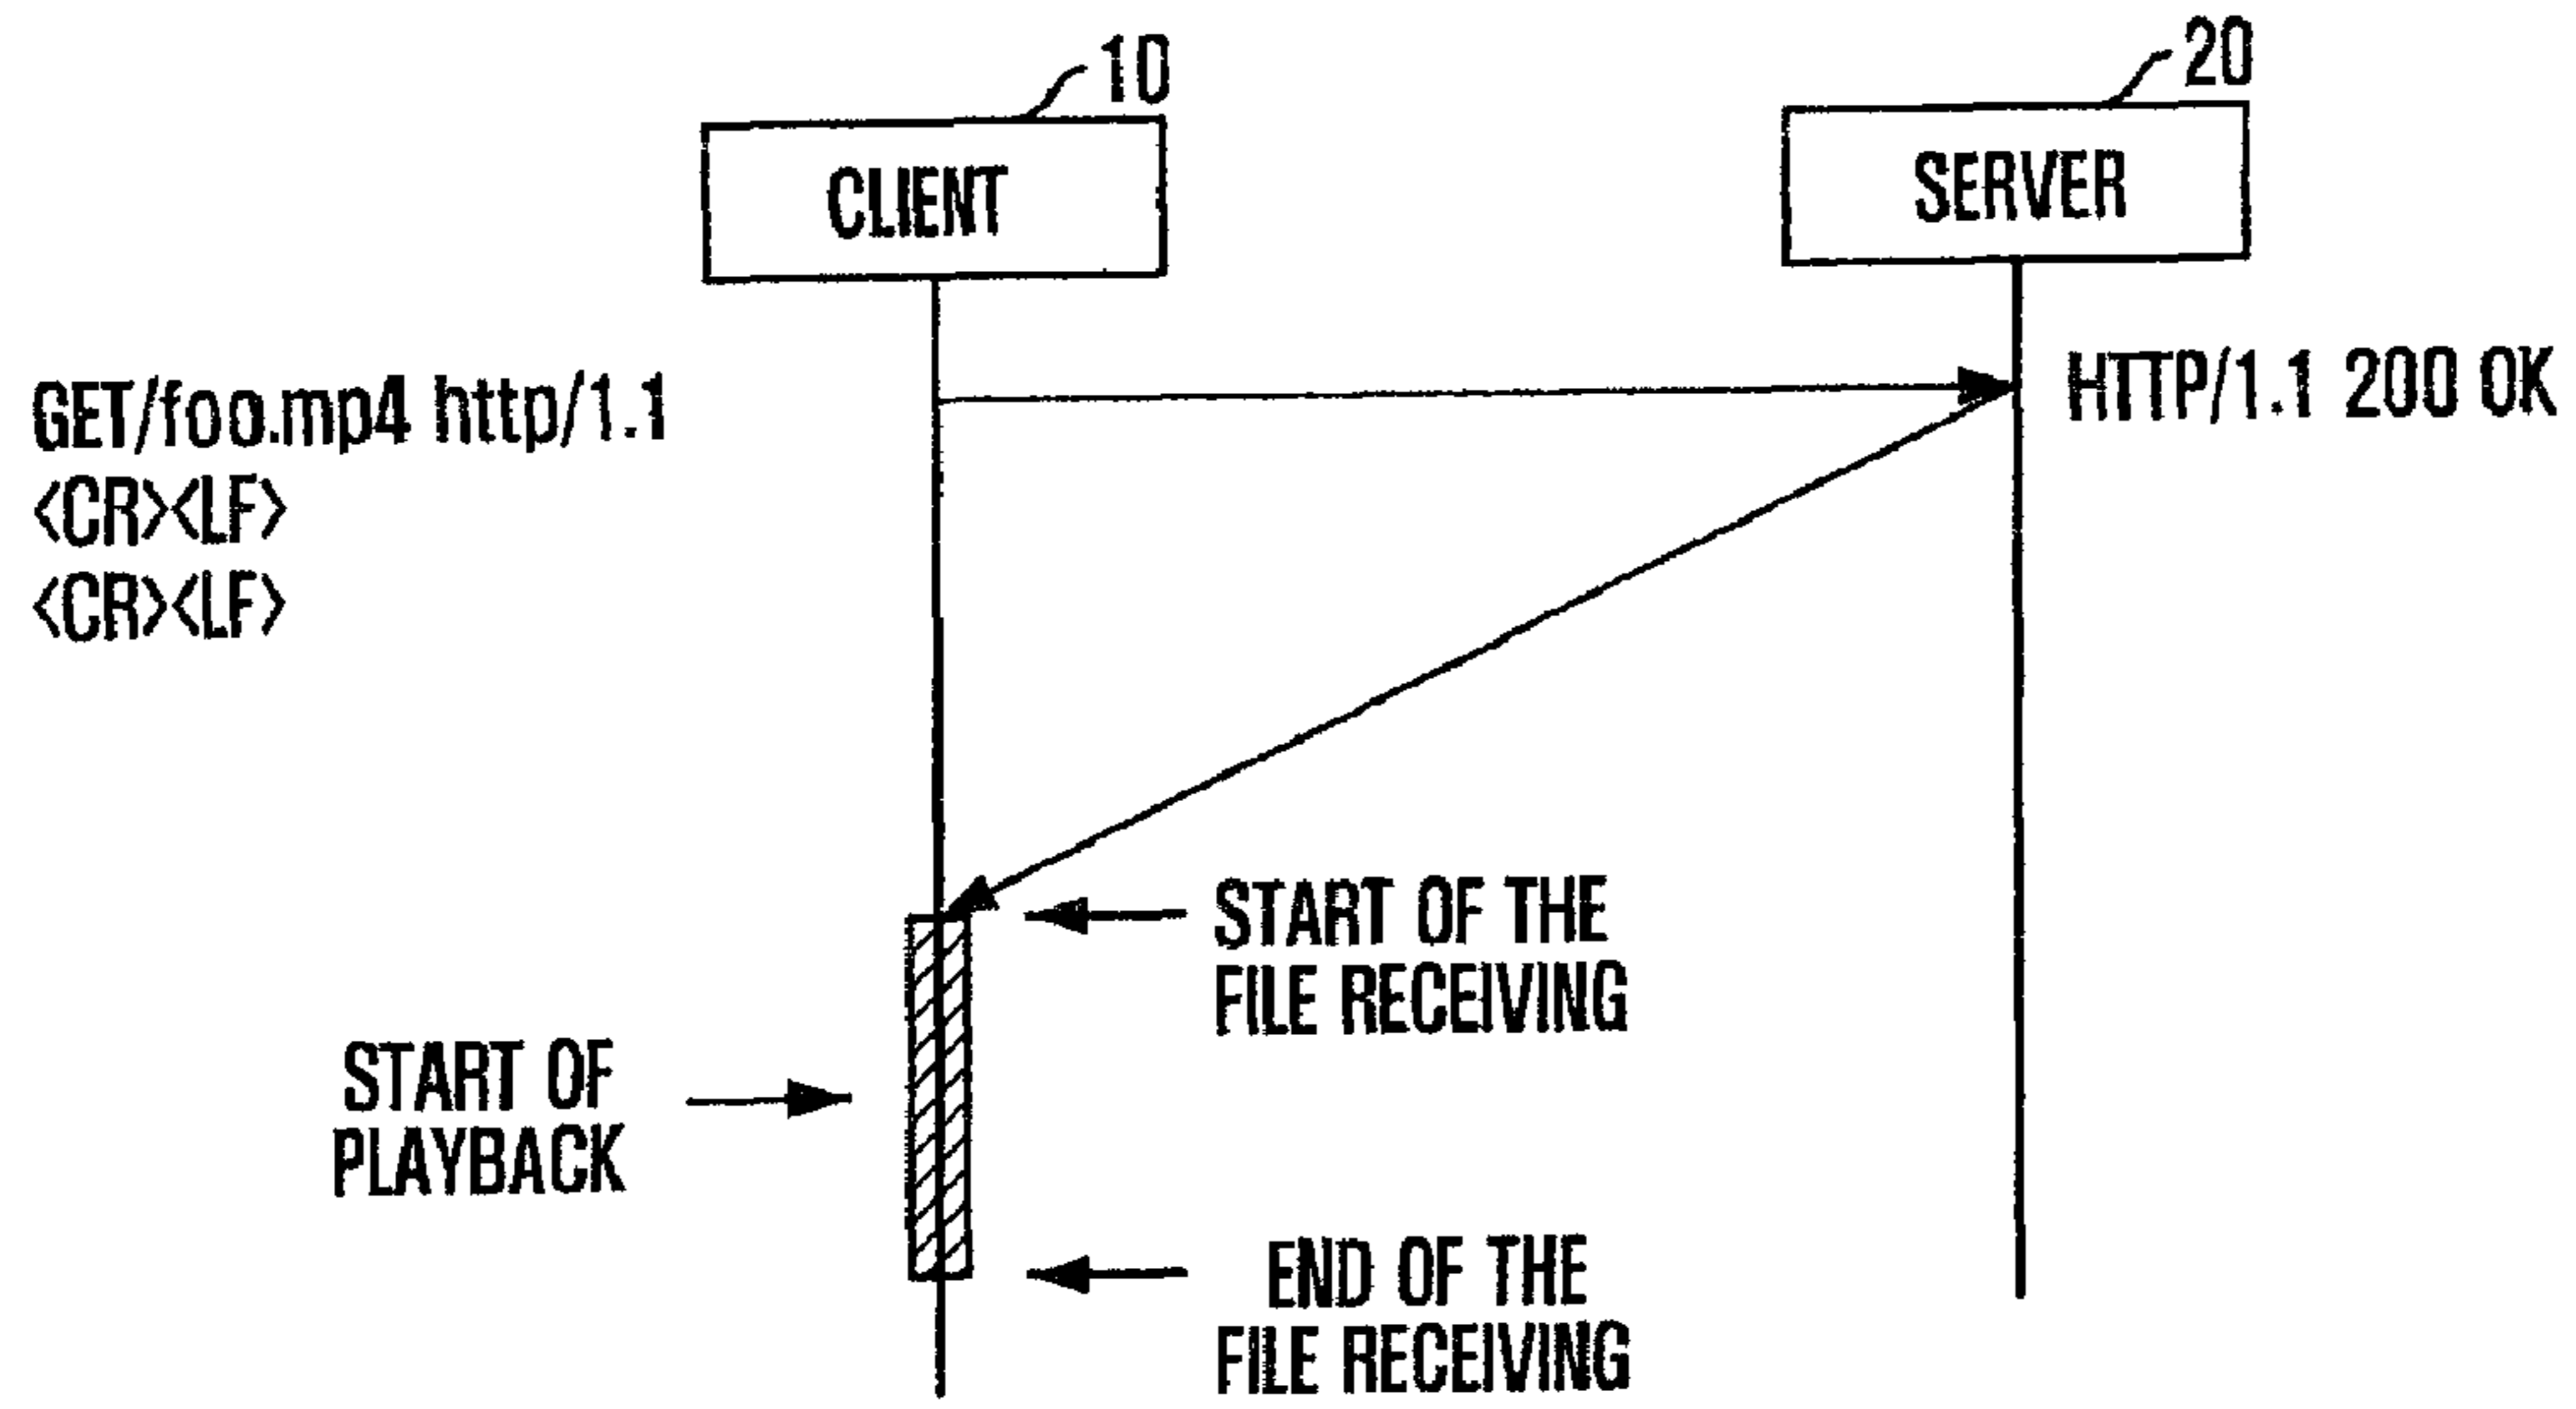 10
20
CLIENT
SERVER
GET/foo.mp4 http/1.1
<CR><LF>
<CR><LF>
HTTP/1.1 200 OK
START OF THE
FILE RECEIVING
START OF
PLAYBACK
END OF THE
FILE RECEIVING